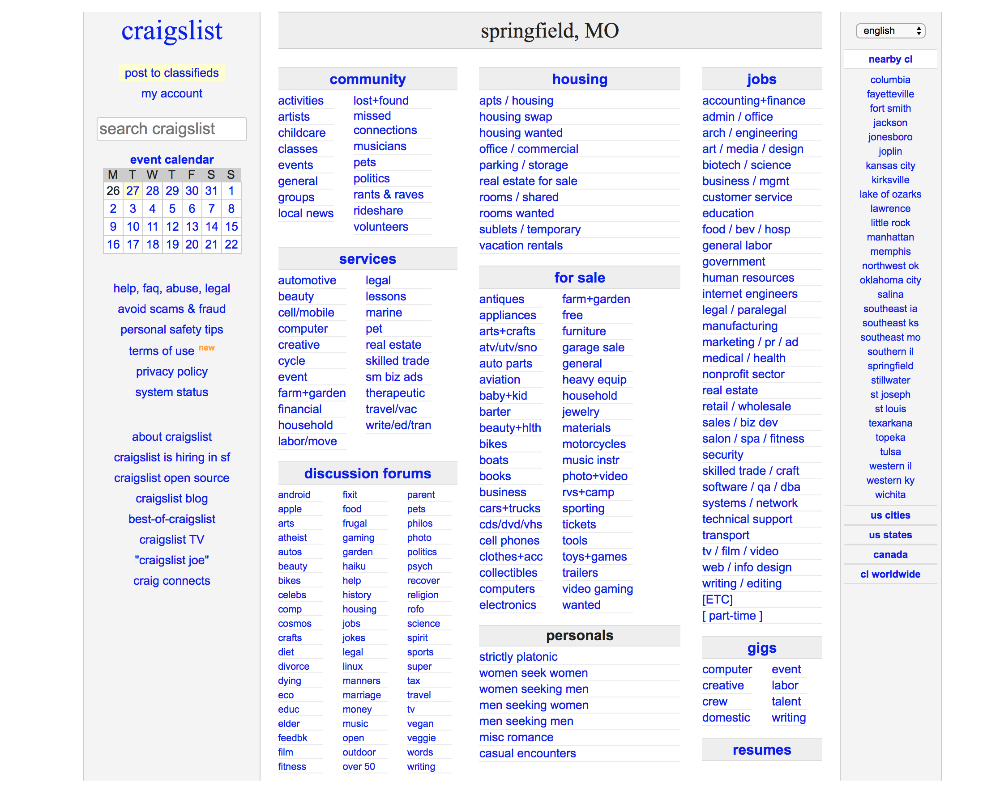 craigslist
post to classifieds
my account
search craigslist
event calendar
M T W T F S S
26 27 28 29 30 31 1
2 3 4 5 6 7 8
9 10 11 12 13 14 15
16 17 18 19 20 21 22
help, faq, abuse, legal
avoid scams & fraud
personal safety tips
terms of use new
privacy policy
system status
about craigslist
craigslist is hiring in sf
craigslist open source
craigslist blog
best-of-craigslist
craigslist TV
"craigslist joe"
craig connects
springfield, MO
community
activities
artists
childcare
classes
events
general
groups
local news
lost+found
missed
connections
musicians
pets
politics
rants & raves
rideshare
volunteers
services
automotive
beauty
cell/mobile
computer
creative
cycle
event
farm+garden
financial
household
labor/move
legal
lessons
marine
pet
real estate
skilled trade
sm biz ads
therapeutic
travel/vac
write/ed/tran
discussion forums
android
apple
arts
atheist
autos
beauty
bikes
celebs
comp
cosmos
crafts
diet
divorce
dying
eco
educ
elder
feedbk
film
fitness
fixit
food
frugal
gaming
garden
haiku
help
history
housing
jobs
jokes
legal
linux
manners
marriage
money
music
open
outdoor
over 50
parent
pets
philos
photo
politics
psych
recover
religion
rofo
science
spirit
sports
super
tax
travel
tv
vegan
veggie
words
writing
housing
apts / housing
housing swap
housing wanted
office / commercial
parking / storage
real estate for sale
rooms / shared
rooms wanted
sublets / temporary
vacation rentals
for sale
antiques
appliances
arts+crafts
atv/utv/sno
auto parts
aviation
baby+kid
barter
beauty+hlth
bikes
boats
books
business
cars+trucks
cds/dvd/vhs
cell phones
clothes+acc
collectibles
computers
electronics
farm+garden
free
furniture
garage sale
general
heavy equip
household
jewelry
materials
motorcycles
music instr
photo+video
rvs+camp
sporting
tickets
tools
toys+games
trailers
video gaming
wanted
personals
strictly platonic
women seek women
women seeking men
men seeking women
men seeking men
misc romance
casual encounters
jobs
accounting+finance
admin / office
arch / engineering
art / media / design
biotech / science
business / mgmt
customer service
education
food / bev / hosp
general labor
government
human resources
internet engineers
legal / paralegal
manufacturing
marketing / pr / ad
medical / health
nonprofit sector
real estate
retail / wholesale
sales / biz dev
salon / spa / fitness
security
skilled trade / craft
software / qa / dba
systems / network
technical support
transport
tv / film / video
web / info design
writing / editing
[ETC]
[ part-time ]
gigs
computer
creative
crew
domestic
event
labor
talent
writing
resumes
english
nearby cl
columbia
fayetteville
fort smith
jackson
jonesboro
joplin
kansas city
kirksville
lake of ozarks
lawrence
little rock
manhattan
memphis
northwest ok
oklahoma city
salina
southeast ia
southeast ks
southeast mo
southern il
springfield
stillwater
st joseph
st louis
texarkana
topeka
tulsa
western il
western ky
wichita
us cities
us states
canada
cl worldwide